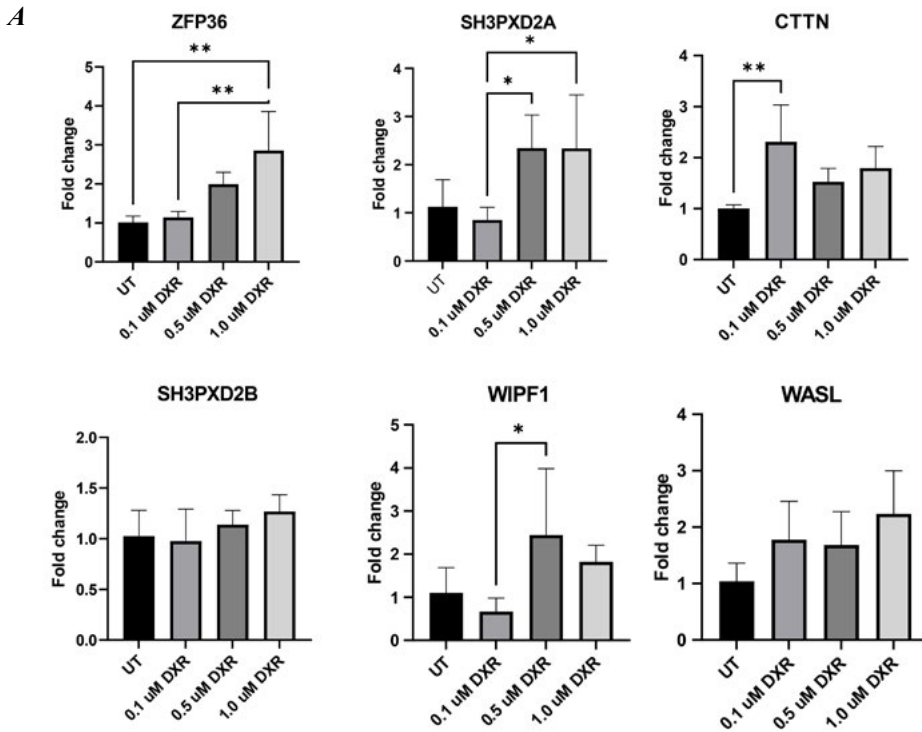 A
ZFP36
Fold change
5
4
3
2
1
0
**
**
UT
0.1 uM DXR
0.5 uM DXR
1.0 uM DXR
SH3PXD2A
Fold change
4
3
2
1
0
*
*
UT
0.1 uM DXR
0.5 uM DXR
1.0 uM DXR
CTTN
Fold change
4
3
2
1
0
**
UT
0.1 uM DXR
0.5 uM DXR
1.0 uM DXR
SH3PXD2B
Fold change
2.0
1.5
1.0
0.5
0.0
UT
0.1 uM DXR
0.5 uM DXR
1.0 uM DXR
WIPF1
Fold change
5
4
3
2
1
0
*
UT
0.1 uM DXR
0.5 uM DXR
1.0 uM DXR
WASL
Fold change
4
3
2
1
0
UT
0.1 uM DXR
0.5 uM DXR
1.0 uM DXR